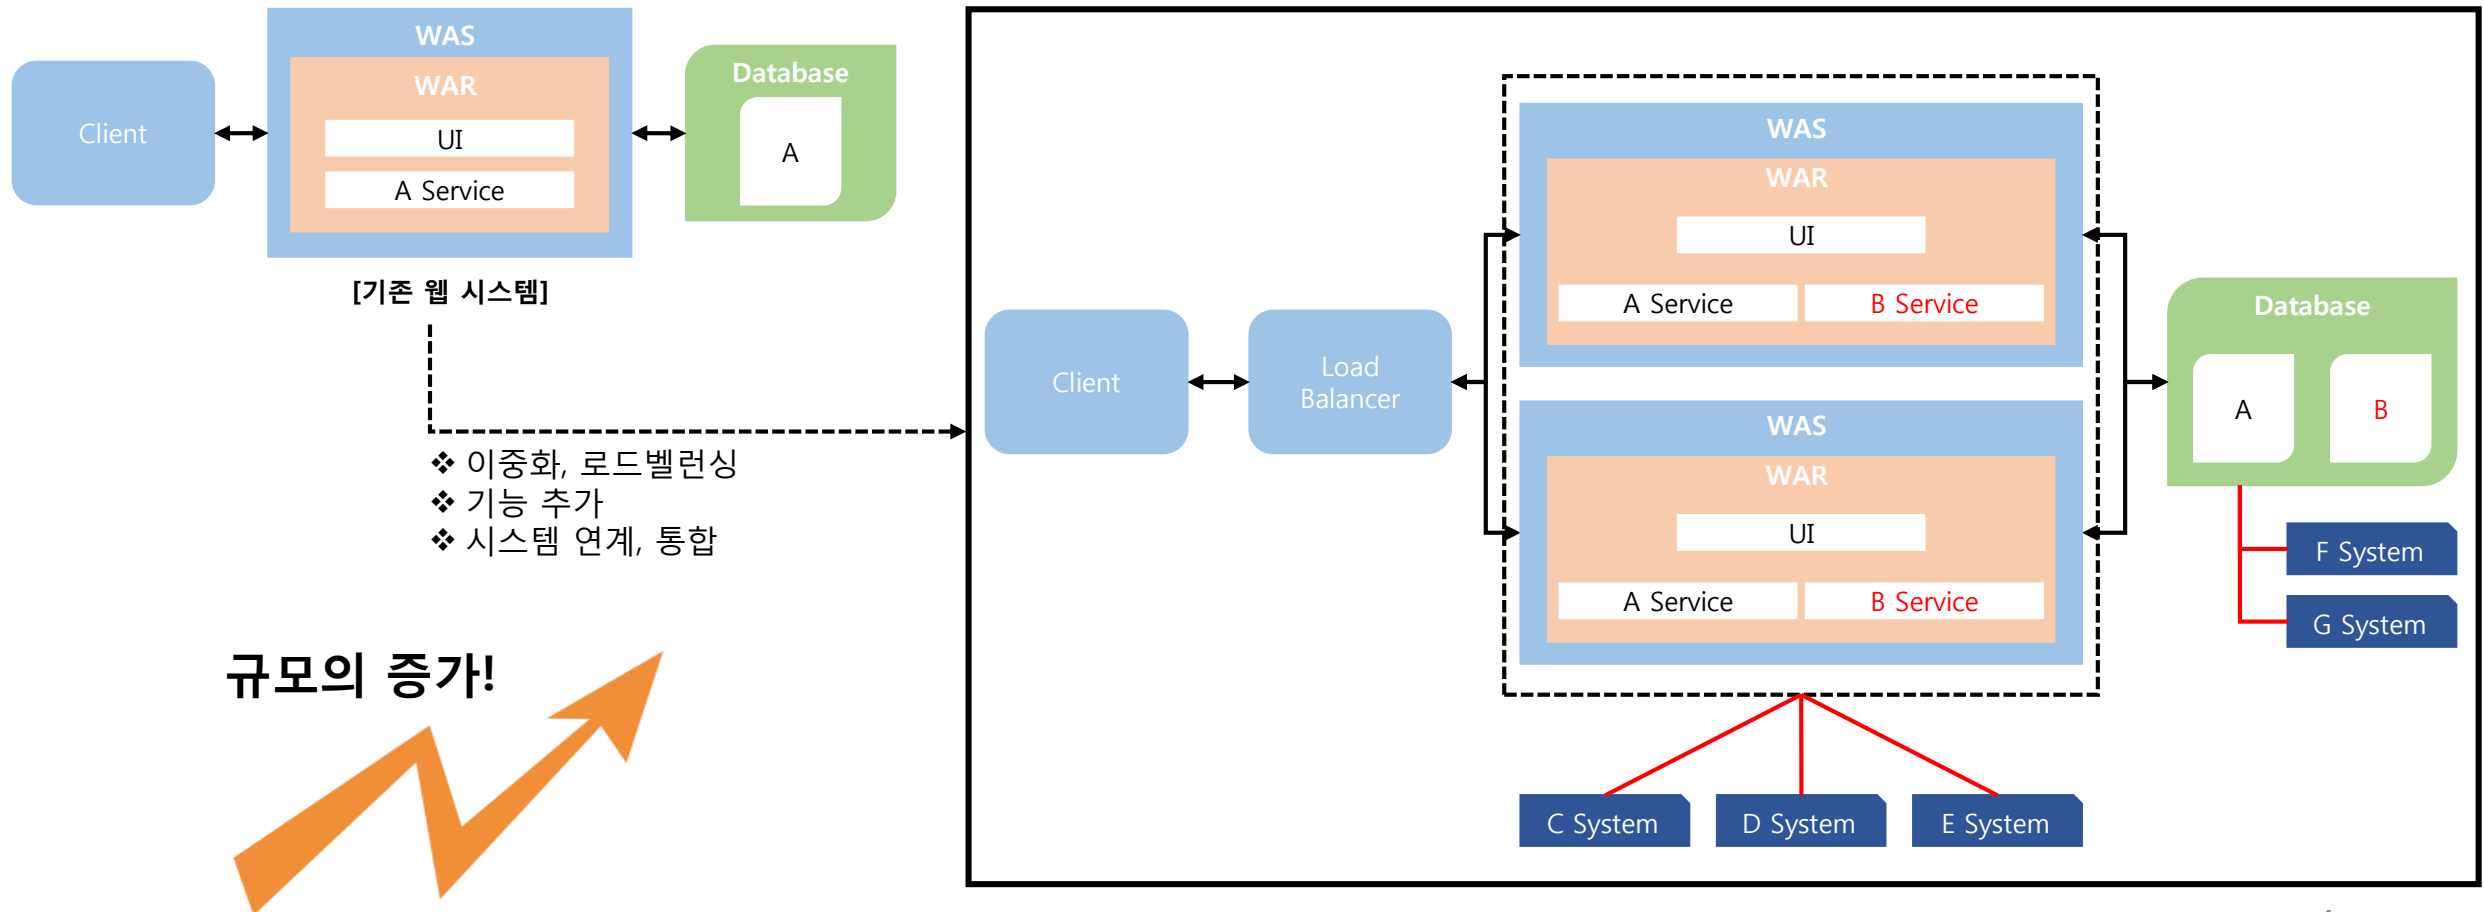 Client
WAS
WAR
UI
A Service
Database
A
[기존 웹 시스템]
❖ 이중화, 로드벨런싱
❖ 기능 추가
❖ 시스템 연계, 통합
규모의 증가!
Client
Load
Balancer
WAS
WAR
UI
A Service
B Service
WAS
WAR
UI
A Service
B Service
Database
A
B
F System
G System
C System
D System
E System